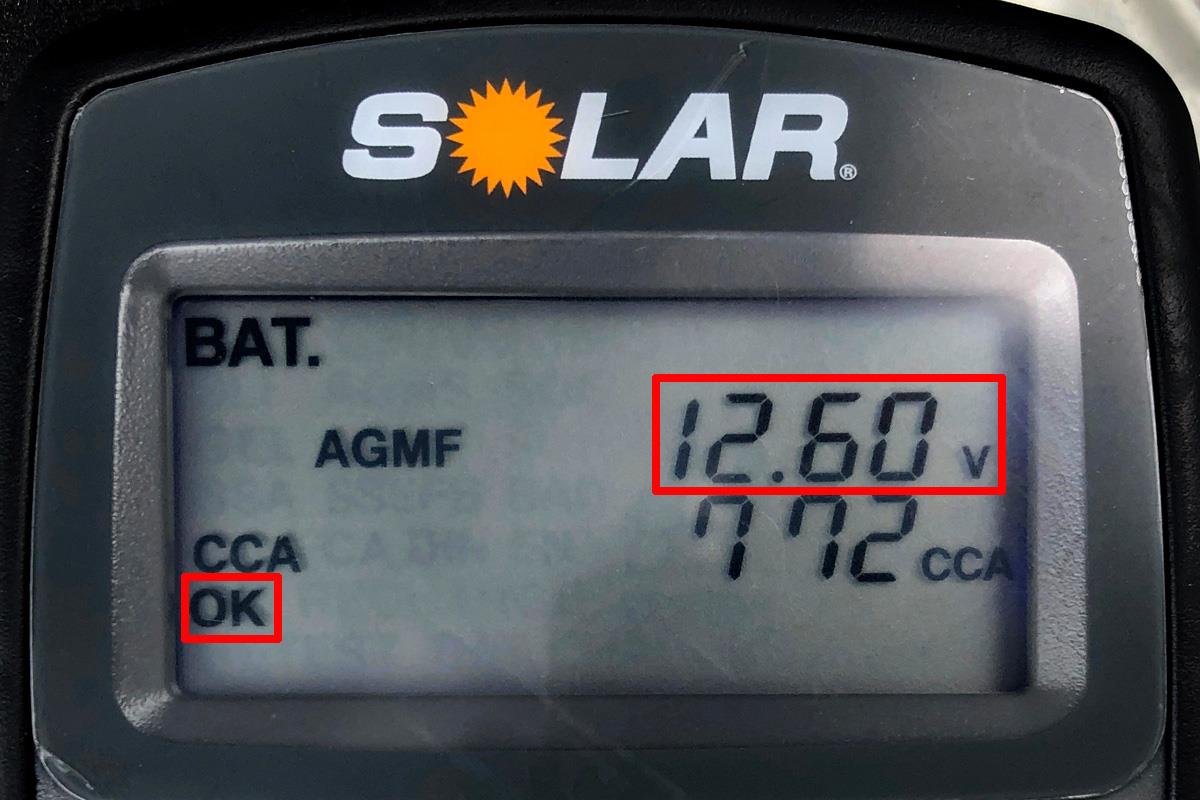 SOLAR®
BAT.
AGMF 12.60 V
772 CCA
CCA
OK